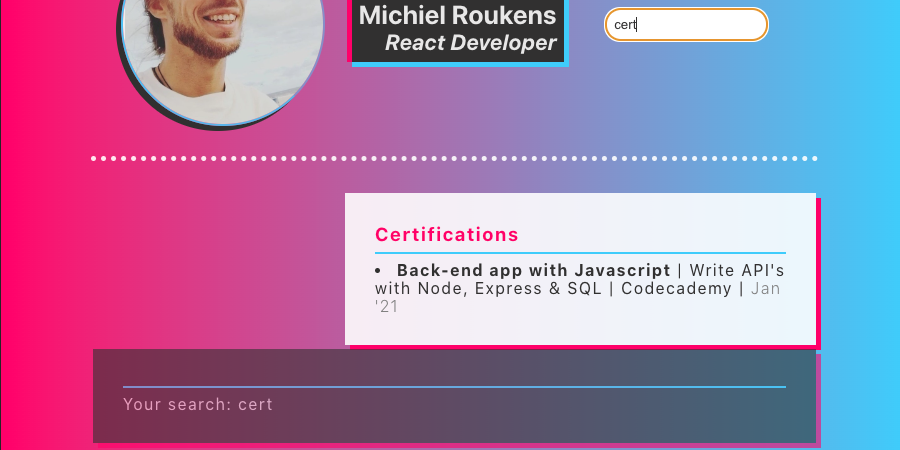 Michiel Roukens
React Developer
cert
Certifications
• Back-end app with Javascript | Write API's
with Node, Express & SQL | Codecademy | Jan
'21
Your search: cert